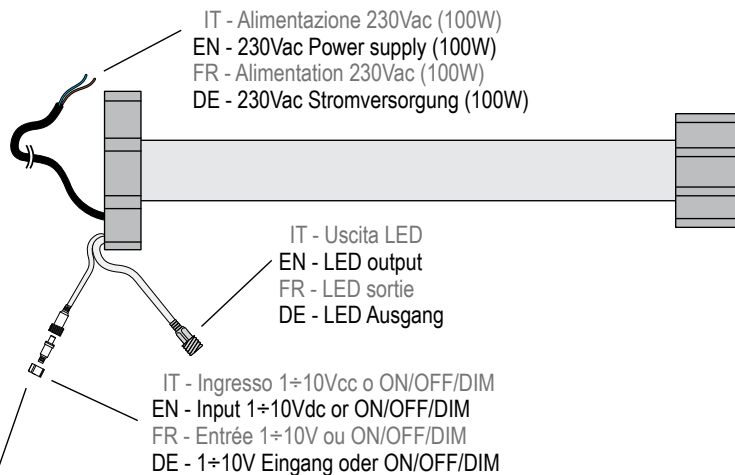 IT - Alimentazione 230Vac (100W)
EN - 230Vac Power supply (100W)
FR - Alimentation 230Vac (100W)
DE - 230Vac Stromversorgung (100W)
IT - Uscita LED
EN - LED output
FR - LED sortie
DE - LED Ausgang
IT - Ingresso 1÷10Vcc o ON/OFF/DIM
EN - Input 1÷10Vdc or ON/OFF/DIM
FR - Entrée 1÷10V ou ON/OFF/DIM
DE - 1÷10V Eingang oder ON/OFF/DIM